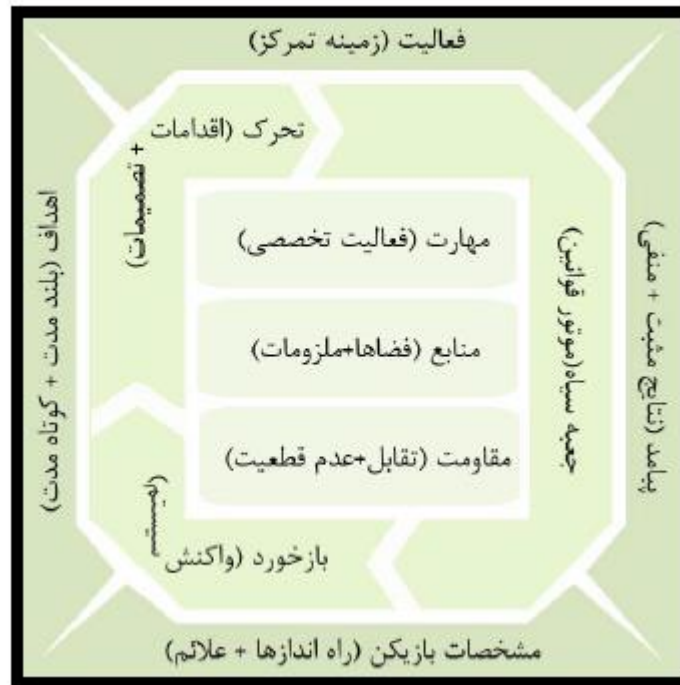 فعالیت (زمینه تمرکز)
تحرک (اقدامات +
تصمیمات)
مهارت (فعالیت تخصصی)
منابع (فضاها+ملزومات)
مقاومت (تقابل+عدم قطعیت)
جعبه سیاه(موتور قوانین)
پیامد (نتایج مثبت + منفی)
اهداف (بلند مدت + کوتاه مدت)
بازخورد (واکنش
سیستم)
مشخصات بازیکن (راه اندازها + علائم)